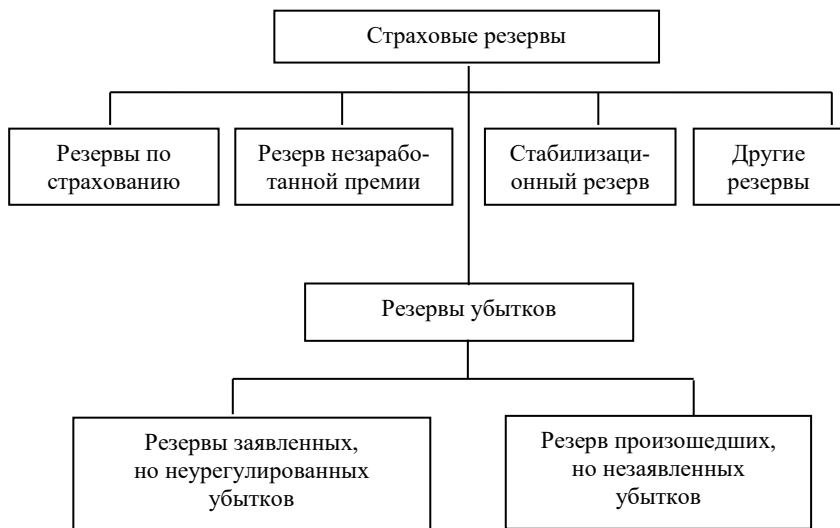 Страховые резервы
Резервы по
страхованию
Резерв незарабо-
танной премии
Стабилизаци-
онный резерв
Другие
резервы
Резервы убытков
Резервы заявленных,
но неурегулированных
убытков
Резерв произошедших,
но незаявленных
убытков